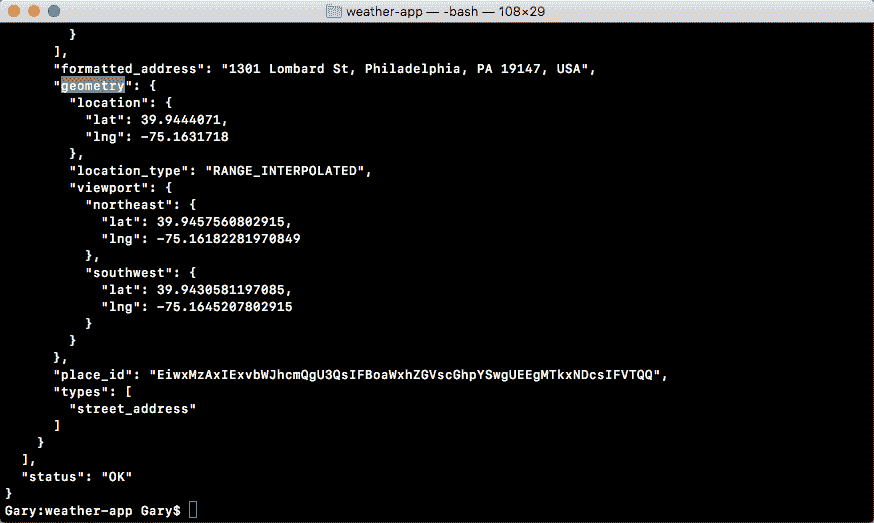 weather-app — -bash — 108×29
}
],
"formatted_address": "1301 Lombard St, Philadelphia, PA 19147, USA",
"geometry": {
"location": {
"lat": 39.9444071,
"lng": -75.1631718
},
"location_type": "RANGE_INTERPOLATED",
"viewport": {
"northeast": {
"lat": 39.9457560802915,
"lng": -75.16182281970849
},
"southwest": {
"lat": 39.9430581197085,
"lng": -75.1645207802915
}
}
},
"place_id": "EiwxMzAxIExvbWJhcmQgU3QsIFBoaWxhZGVscGhpYSwgUEEgMTkxNDcsIFVTQQ",
"types": [
"street_address"
]
}
],
"status": "OK"
}
Gary:weather-app Gary$